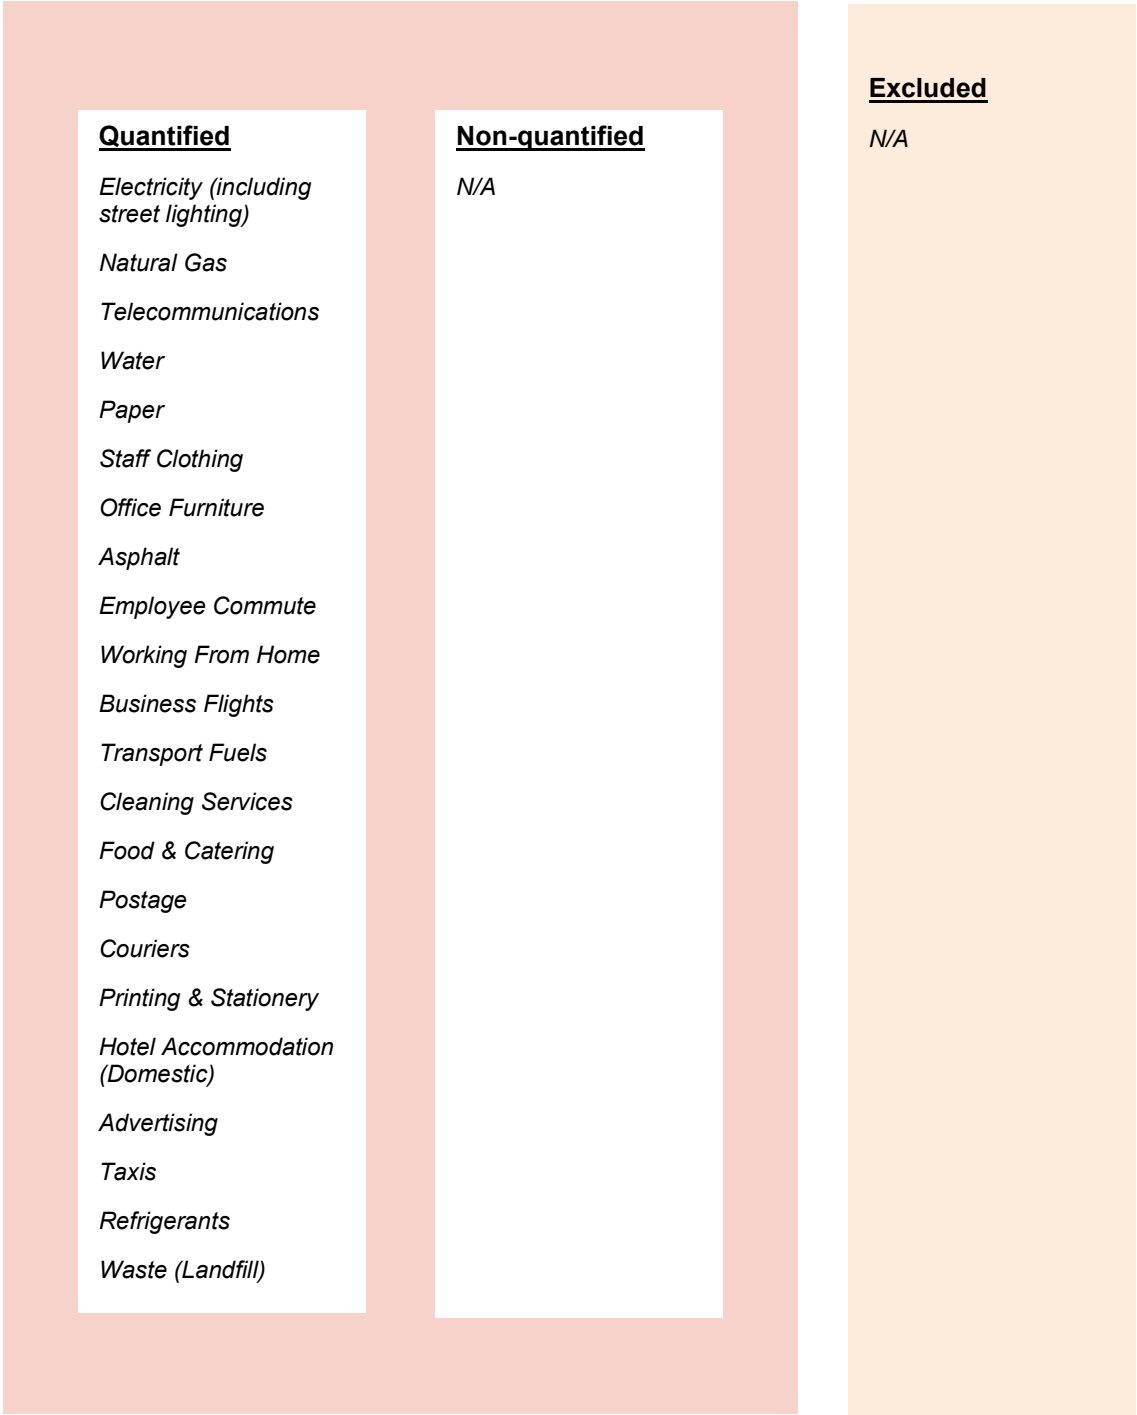 Quantified
Electricity (including
street lighting)
Natural Gas
Telecommunications
Water
Paper
Staff Clothing
Office Furniture
Asphalt
Employee Commute
Working From Home
Business Flights
Transport Fuels
Cleaning Services
Food & Catering
Postage
Couriers
Printing & Stationery
Hotel Accommodation
(Domestic)
Advertising
Taxis
Refrigerants
Waste (Landfill)
Non-quantified
N/A
Excluded
N/A